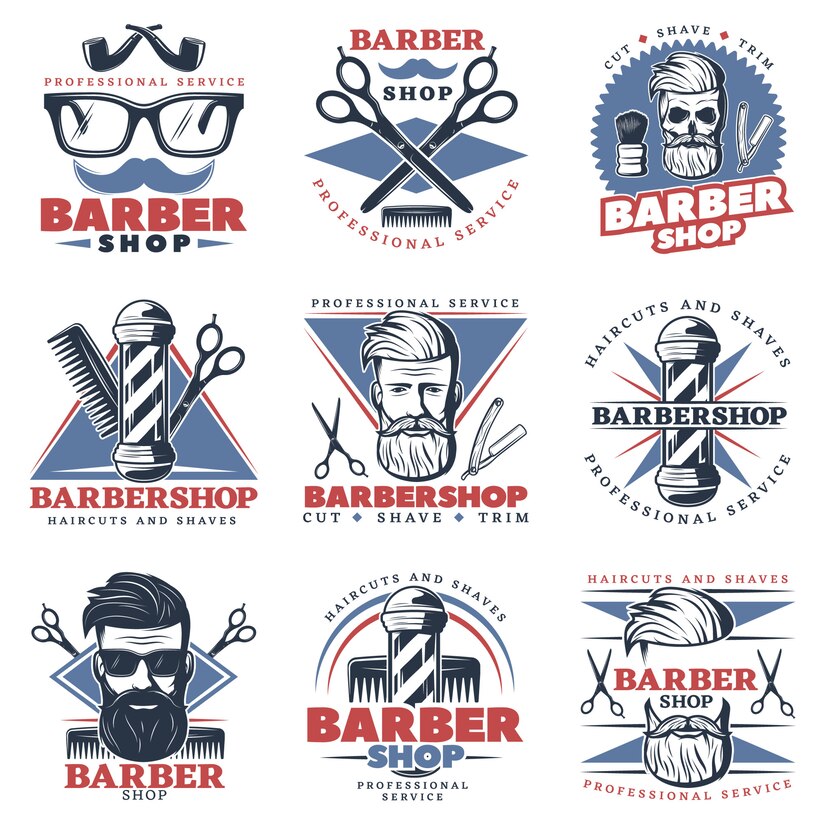 PROFESSIONAL SERVICE
BARBER
SHOP
BARBER
SHOP
PROFESSIONAL SERVICE
CUT ◆ SHAVE ◆ TRIM
BARBER
SHOP
BARBERSHOP
HAIRCUTS AND SHAVES
PROFESSIONAL SERVICE
BARBERSHOP
CUT ◆ SHAVE ◆ TRIM
HAIRCUTS AND SHAVES
BARBERSHOP
PROFESSIONAL SERVICE
BARBER
SHOP
HAIRCUTS AND SHAVES
BARBER
SHOP
PROFESSIONAL
SERVICE
HAIRCUTS AND SHAVES
BARBER
SHOP
PROFESSIONAL SERVICE